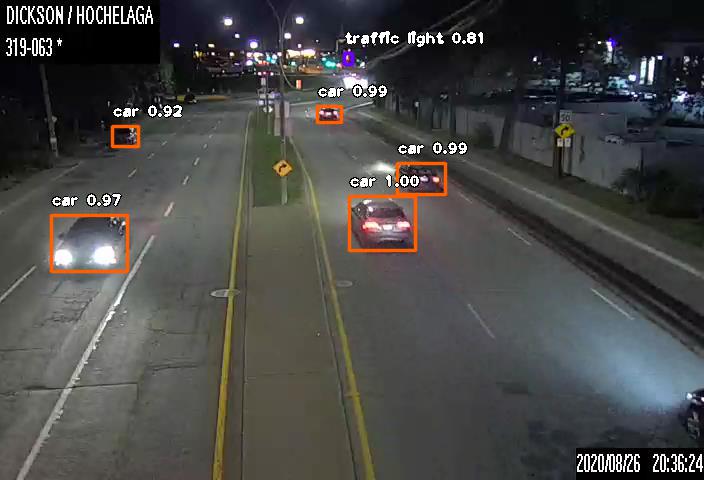 DICKSON / HOCHELAGA
319-063 *
traffic light 0.81
car 0.99
car 0.92
car 0.99
car 1.00
car 0.97
50
2020/08/26 20:36:24